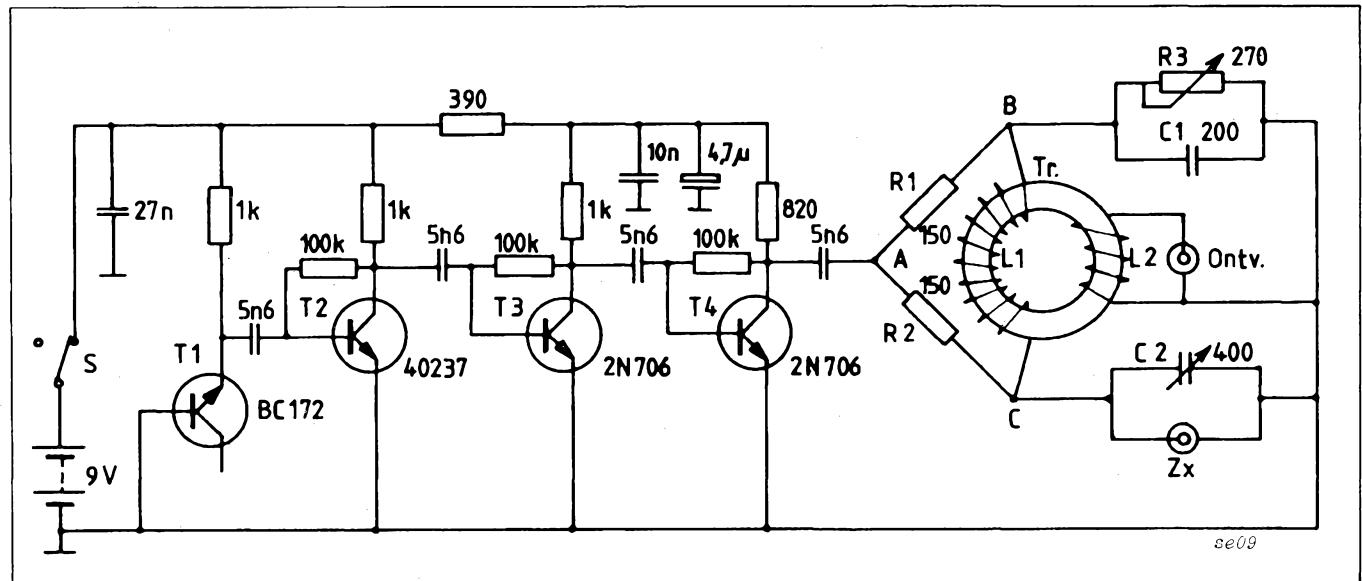 R3 270
B
390
C1 200
10n
4,7µ
Tr.
R1
27n
1k
1k
1k
820
150
5n6
5n6
5n6
100k
100k
100k
A
L1
L2
Ontv.
150
5n6
T2
T3
T4
R2
S
T1
40237
2N706
2N706
C2 400
BC172
C
9V
Zx
se09